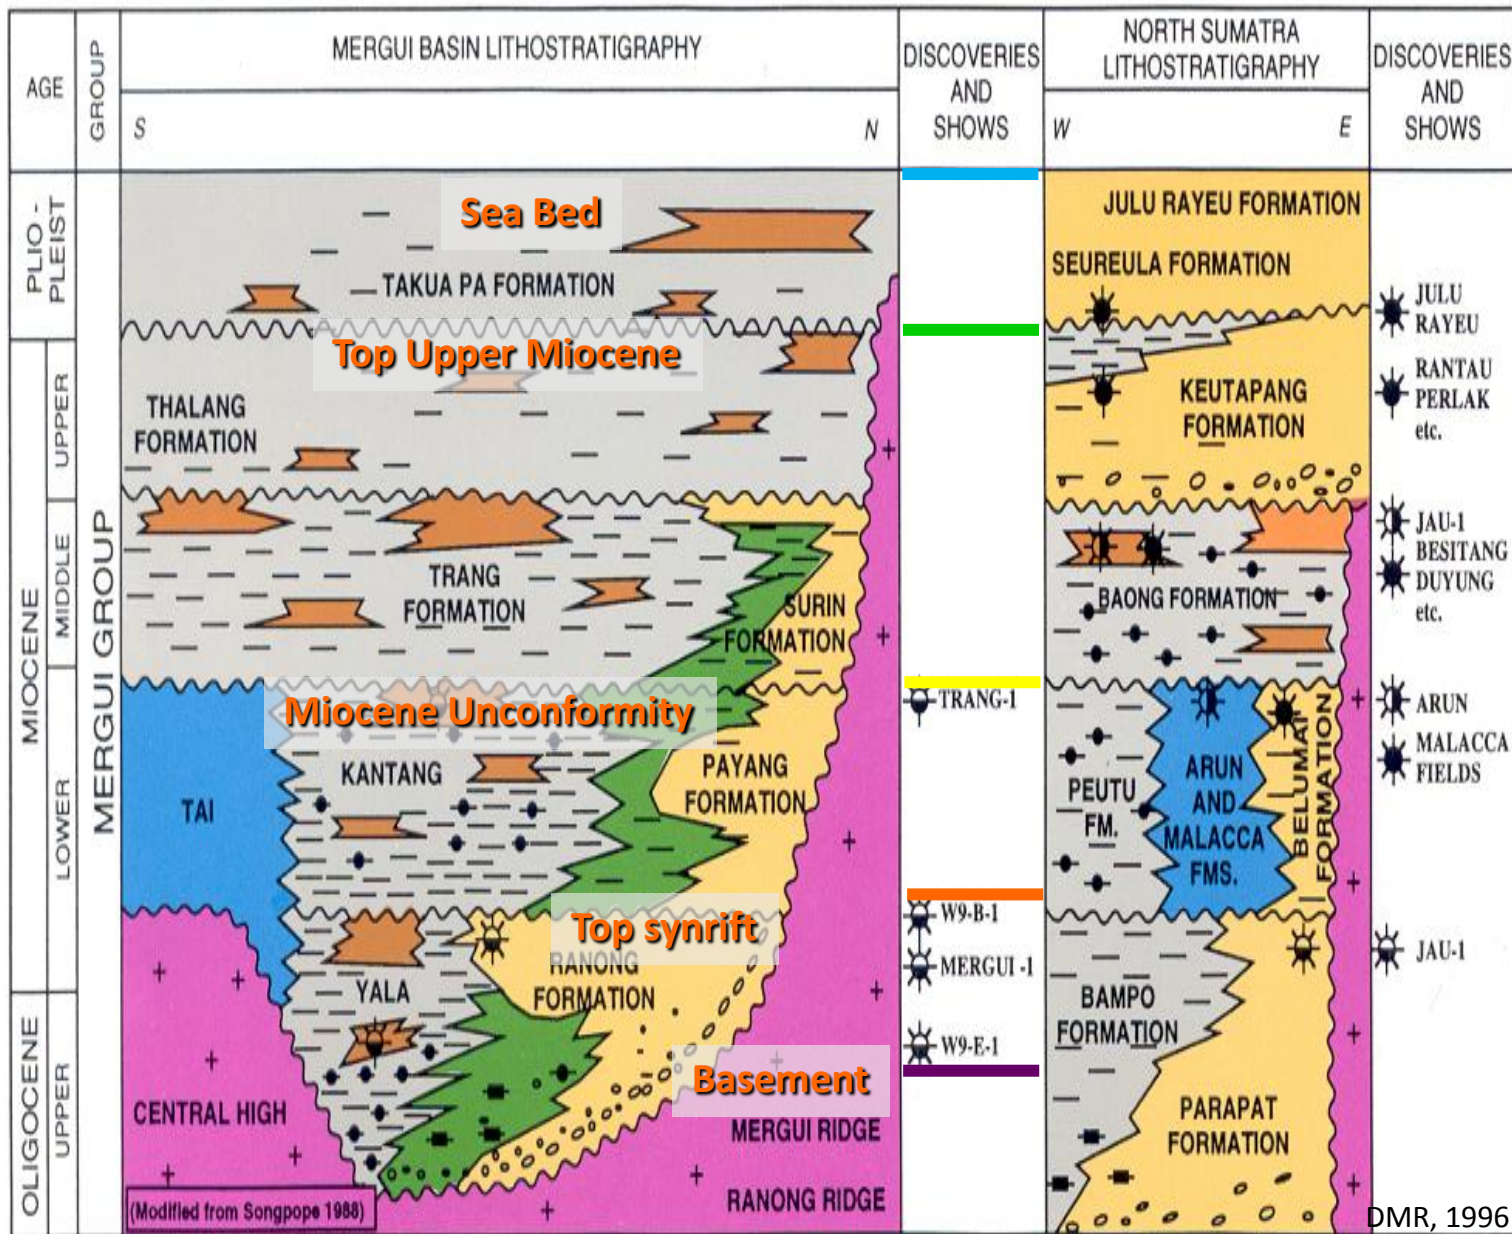 AGE
GROUP
MERGUI BASIN LITHOSTRATIGRAPHY
S
N
DISCOVERIES
AND
SHOWS
NORTH SUMATRA
LITHOSTRATIGRAPHY
W
E
DISCOVERIES
AND
SHOWS
PLIO -
PLEIST
MIOCENE
UPPER
MIDDLE
LOWER
OLIGOCENE
UPPER
MERGUI GROUP
Sea Bed
TAKUA PA FORMATION
Top Upper Miocene
THALANG
FORMATION
TRANG
FORMATION
SURIN
FORMATION
Miocene Unconformity
TAI
KANTANG
PAYANG
FORMATION
Top synrift
RANONG
FORMATION
YALA
Basement
CENTRAL HIGH
MERGUI RIDGE
RANONG RIDGE
(Modified from Songpope 1988)
TRANG-1
W9-B-1
MERGUI -1
W9-E-1
JULU RAYEU FORMATION
SEUREULA FORMATION
KEUTAPANG
FORMATION
BAONG FORMATION
PEUTU
FM.
ARUN
AND
MALACCA
FMS.
BELUMAI
FORMATION
BAMPO
FORMATION
PARAPAT
FORMATION
JULU
RAYEU
RANTAU
PERLAK
etc.
JAU-1
BESITANG
DUYUNG
etc.
ARUN
MALACCA
FIELDS
JAU-1
DMR, 1996